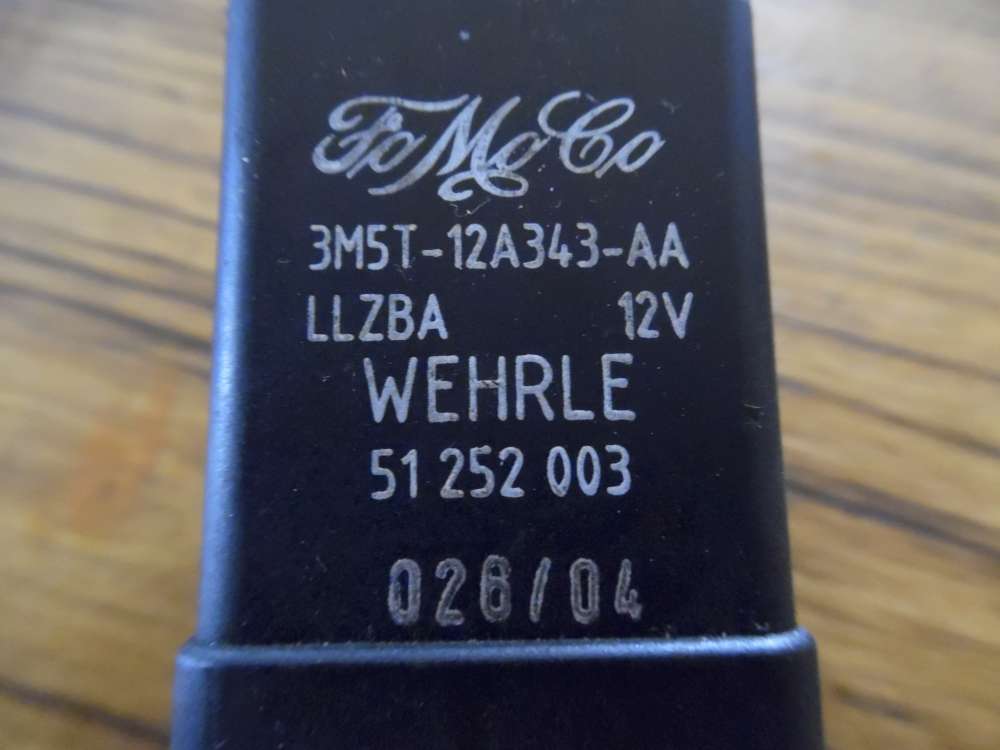 FoMoCo
3M5T-12A343-AA
LLZBA 12V
WEHRLE
51 252 003
026/04